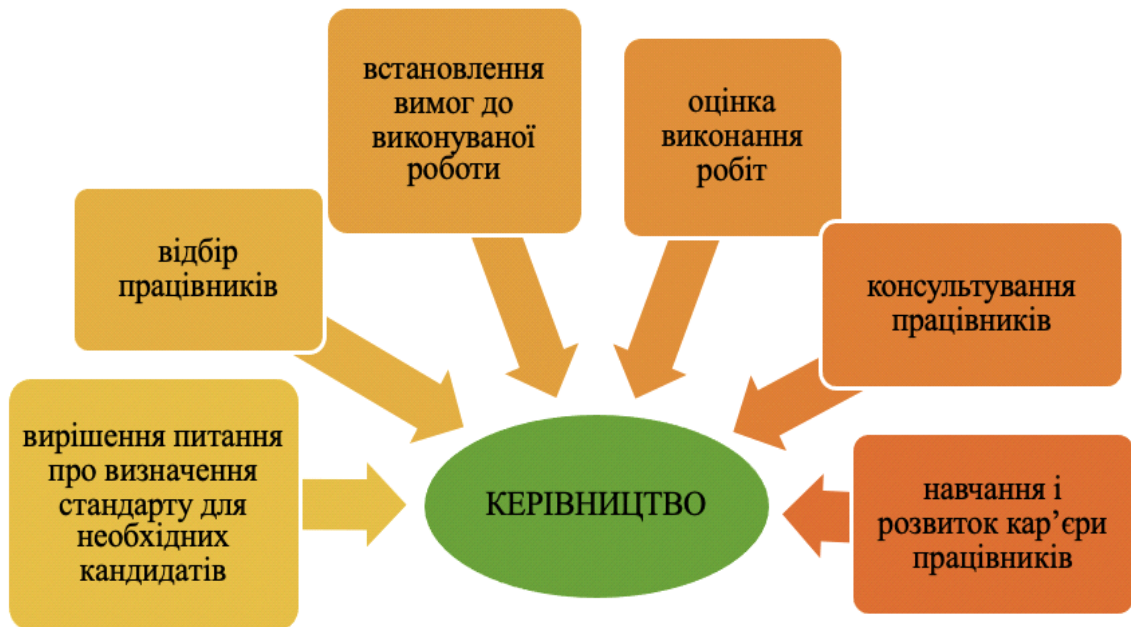 вирішення питання
про визначення
стандарту для
необхідних
кандидатів
відбір
працівників
встановлення
вимог до
виконуваної
роботи
оцінка
виконання
робіт
консультування
працівників
навчання і
розвиток кар’єри
працівників
КЕРІВНИЦТВО